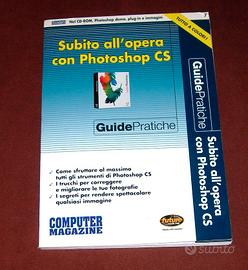 Nel CD-ROM, Photoshop demo, plug-in e immagini
TUTTO A COLORI!
Subito all'opera
con Photoshop CS
GuidePratiche
✓ Come sfruttare al massimo
tutti gli strumenti di Photoshop CS
✓ I trucchi per correggere
e migliorare le tue fotografie
✓ I segreti per rendere spettacolare
qualsiasi immagine
COMPUTER
MAGAZINE
future
7
GuidePratiche
Subito all'opera
con Photoshop CS
subito